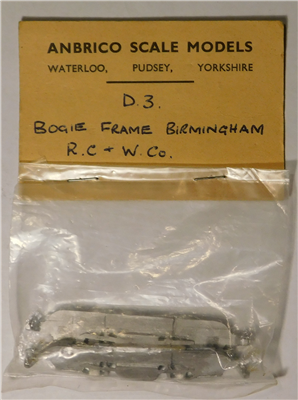 ANBRICO SCALE MODELS
WATERLOO, PUDSEY, YORKSHIRE
D.3.
BOGIE FRAME BIRMINGHAM
R.C + W.CO.